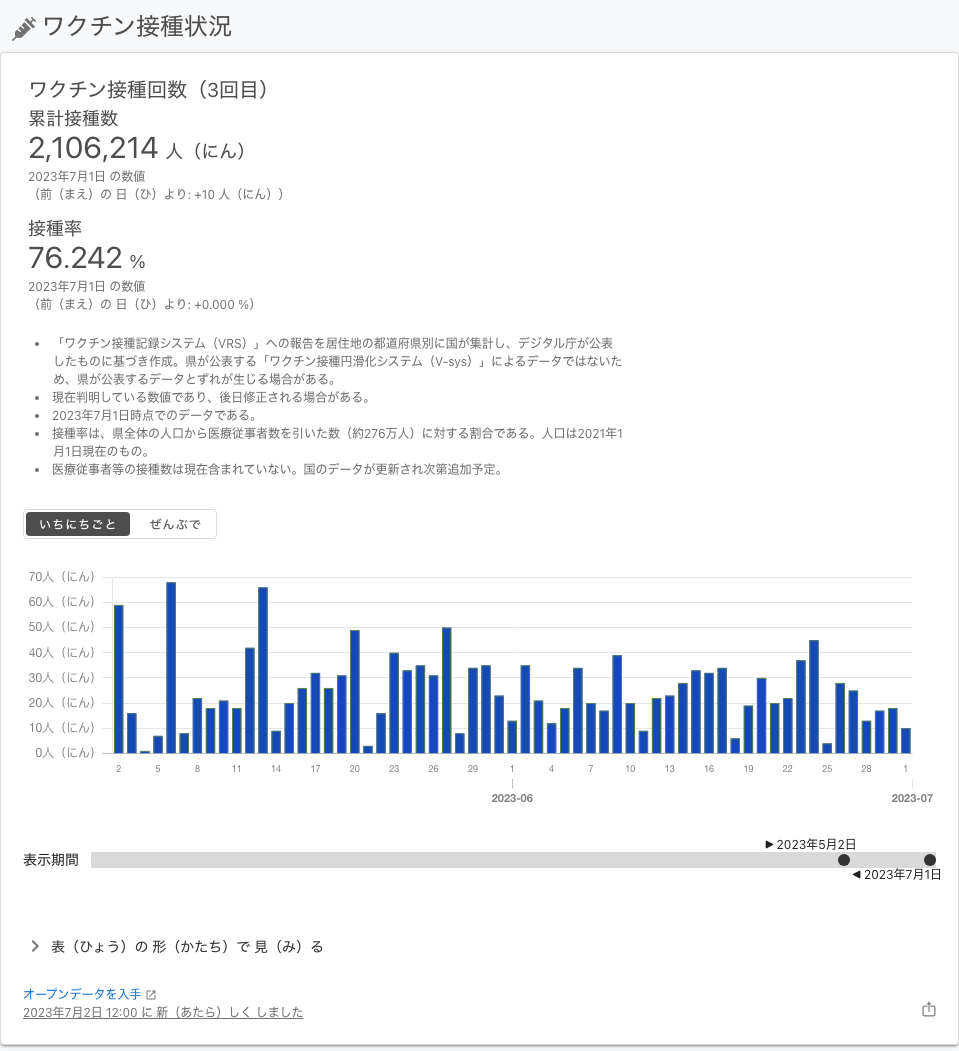 ワクチン接種状況
ワクチン接種回数（3回目）
累計接種数
2,106,214 人（にん）
2023年7月1日 の数値
（前（まえ）の 日（ひ）より: +10 人（にん））
接種率
76.242 %
2023年7月1日 の数値
（前（まえ）の 日（ひ）より: +0.000 %）
• 「ワクチン接種記録システム（VRS）」への報告を居住地の都道府県別に国が集計し、デジタル庁が公表
したものに基づき作成。県が公表する「ワクチン接種円滑化システム（V-sys）」によるデータではないた
め、県が公表するデータとずれが生じる場合がある。
• 現在判明している数値であり、後日修正される場合がある。
• 2023年7月1日時点でのデータである。
• 接種率は、県全体の人口から医療従事者数を引いた数（約276万人）に対する割合である。人口は2021年1
月1日現在のもの。
• 医療従事者等の接種数は現在含まれていない。国のデータが更新され次第追加予定。
いちにちごと ぜんぶで
70人（にん）
60人（にん）
50人（にん）
40人（にん）
30人（にん）
20人（にん）
10人（にん）
0人（にん）
2 5 8 11 14 17 20 23 26 29 1 4 7 10 13 16 19 22 25 28 1
2023-06 2023-07
▶ 2023年5月2日
表示期間
◀ 2023年7月1日
表（ひょう）の 形（かたち）で 見（み）る
オープンデータを入手
2023年7月2日 12:00 に 新（あたら）しく しました